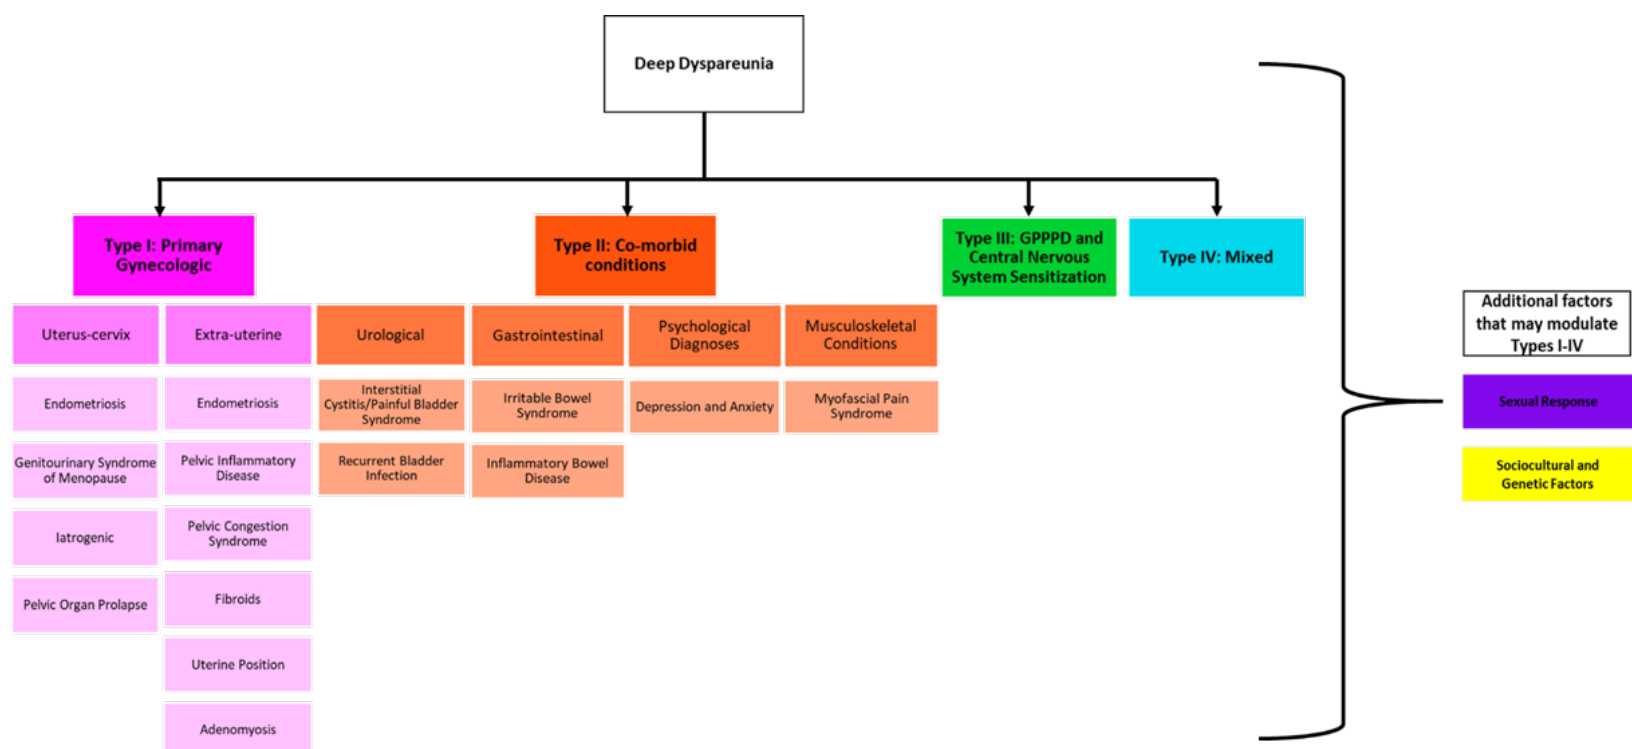 Deep Dyspareunia
Type I: Primary
Gynecologic
Type II: Co-morbid
conditions
Type III: GPPPD and
Central Nervous
System Sensitization
Type IV: Mixed
Uterus-cervix
Extra-uterine
Urological
Gastrointestinal
Psychological
Diagnoses
Musculoskeletal
Conditions
Endometriosis
Endometriosis
Interstitial
Cystitis/Painful Bladder
Syndrome
Irritable Bowel
Syndrome
Depression and Anxiety
Myofascial Pain
Syndrome
Genitourinary Syndrome
of Menopause
Pelvic Inflammatory
Disease
Recurrent Bladder
Infection
Inflammatory Bowel
Disease
Iatrogenic
Pelvic Congestion
Syndrome
Pelvic Organ Prolapse
Fibroids
Uterine Position
Adenomyosis
Additional factors
that may modulate
Types I-IV
Sexual Response
Sociocultural and
Genetic Factors